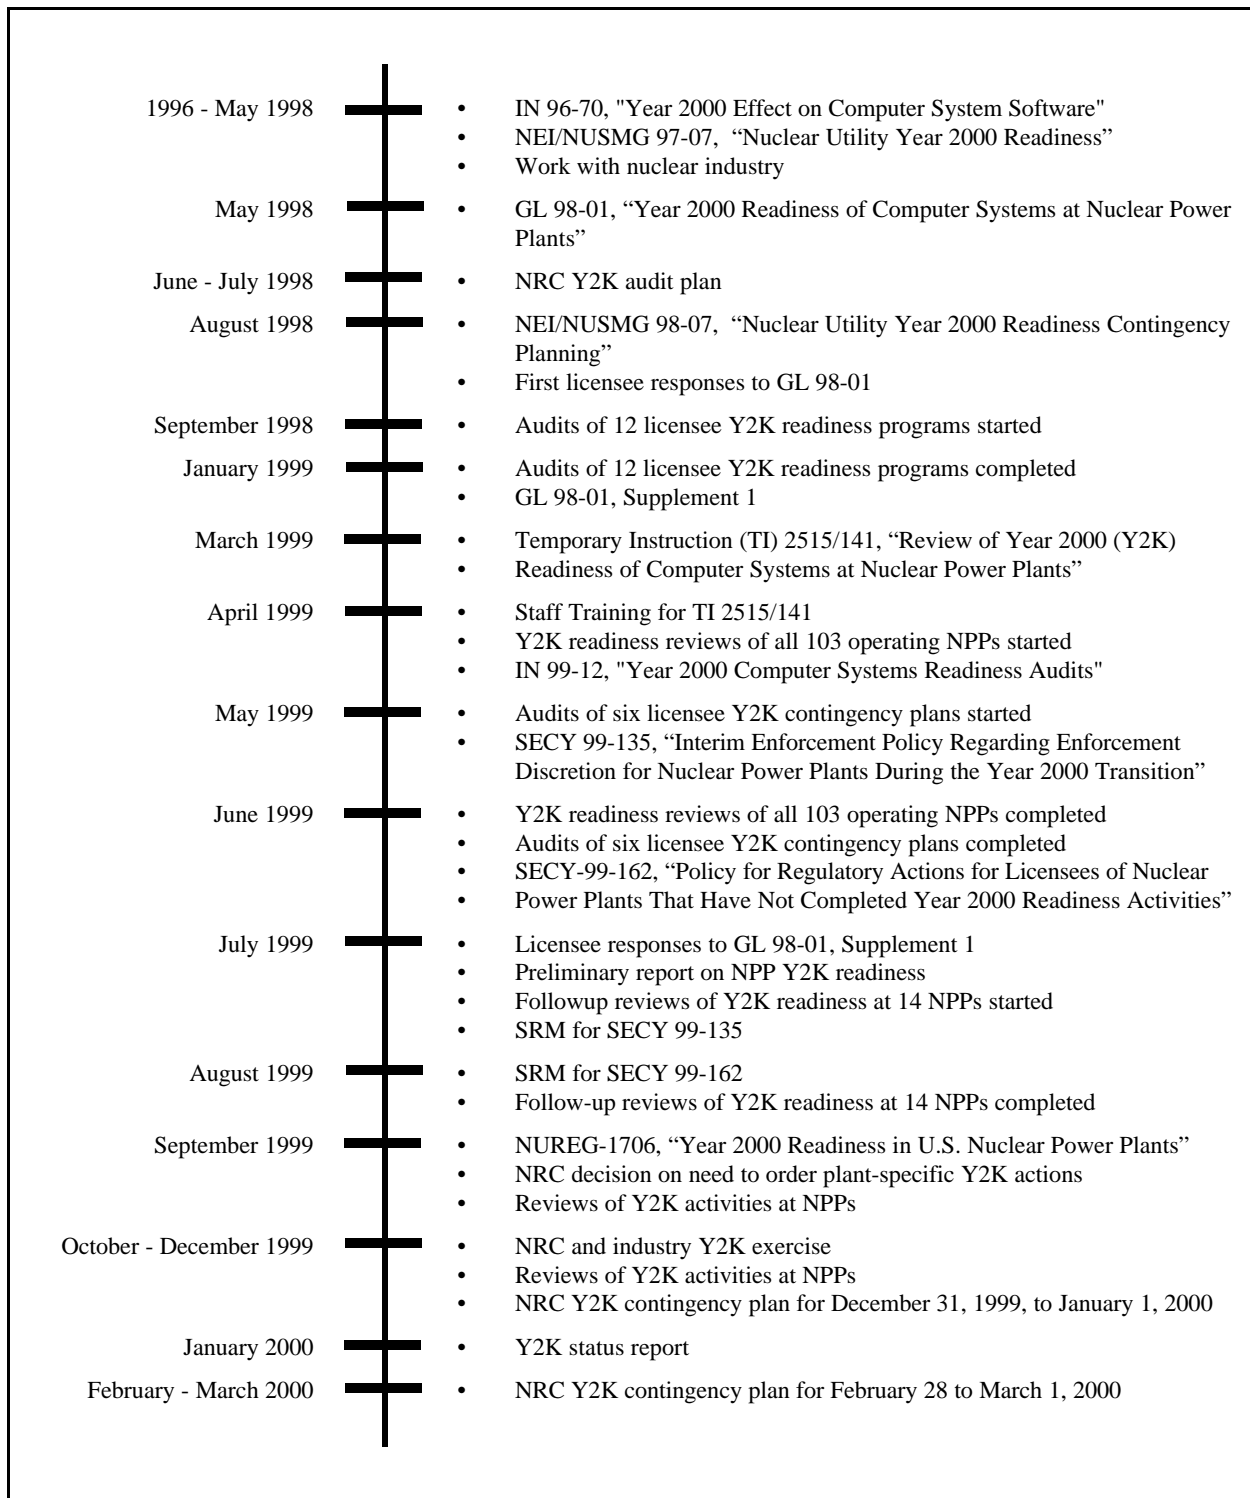 1996 - May 1998 • IN 96-70, "Year 2000 Effect on Computer System Software"
• NEI/NUSMG 97-07, “Nuclear Utility Year 2000 Readiness”
• Work with nuclear industry
May 1998 • GL 98-01, “Year 2000 Readiness of Computer Systems at Nuclear Power
Plants”
June - July 1998 • NRC Y2K audit plan
August 1998 • NEI/NUSMG 98-07, “Nuclear Utility Year 2000 Readiness Contingency
Planning”
• First licensee responses to GL 98-01
September 1998 • Audits of 12 licensee Y2K readiness programs started
January 1999 • Audits of 12 licensee Y2K readiness programs completed
• GL 98-01, Supplement 1
March 1999 • Temporary Instruction (TI) 2515/141, “Review of Year 2000 (Y2K)
• Readiness of Computer Systems at Nuclear Power Plants”
April 1999 • Staff Training for TI 2515/141
• Y2K readiness reviews of all 103 operating NPPs started
• IN 99-12, "Year 2000 Computer Systems Readiness Audits"
May 1999 • Audits of six licensee Y2K contingency plans started
• SECY 99-135, “Interim Enforcement Policy Regarding Enforcement
Discretion for Nuclear Power Plants During the Year 2000 Transition”
June 1999 • Y2K readiness reviews of all 103 operating NPPs completed
• Audits of six licensee Y2K contingency plans completed
• SECY-99-162, “Policy for Regulatory Actions for Licensees of Nuclear
• Power Plants That Have Not Completed Year 2000 Readiness Activities”
July 1999 • Licensee responses to GL 98-01, Supplement 1
• Preliminary report on NPP Y2K readiness
• Followup reviews of Y2K readiness at 14 NPPs started
• SRM for SECY 99-135
August 1999 • SRM for SECY 99-162
• Follow-up reviews of Y2K readiness at 14 NPPs completed
September 1999 • NUREG-1706, “Year 2000 Readiness in U.S. Nuclear Power Plants”
• NRC decision on need to order plant-specific Y2K actions
• Reviews of Y2K activities at NPPs
October - December 1999 • NRC and industry Y2K exercise
• Reviews of Y2K activities at NPPs
• NRC Y2K contingency plan for December 31, 1999, to January 1, 2000
January 2000 • Y2K status report
February - March 2000 • NRC Y2K contingency plan for February 28 to March 1, 2000